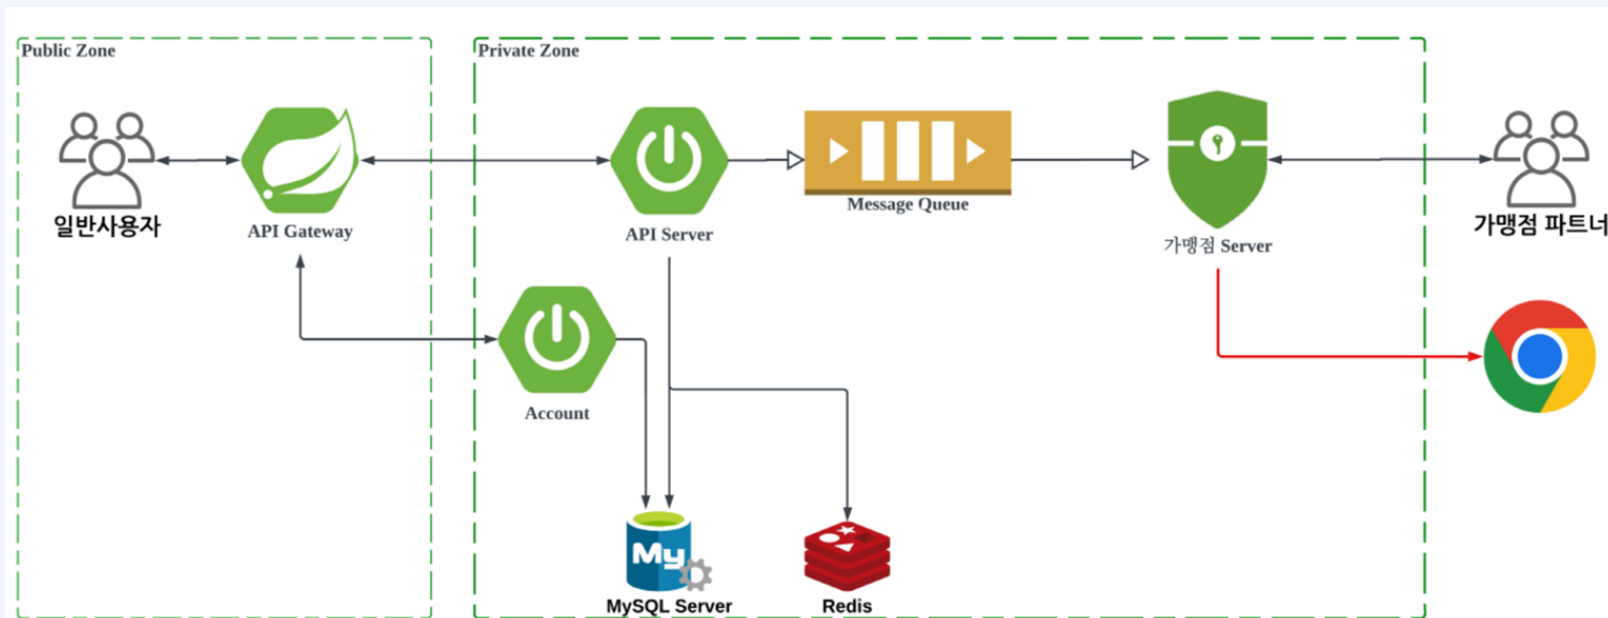 Public Zone
Private Zone
일반사용자
API Gateway
API Server
Message Queue
가맹점 Server
가맹점 파트너
Account
My
MySQL Server
Redis